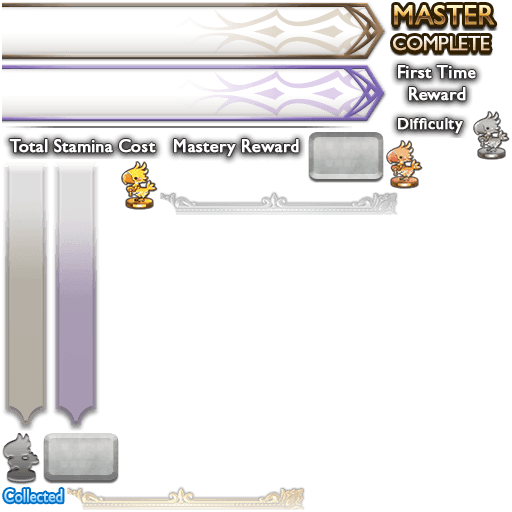 MASTER
COMPLETE
First Time
Reward
Difficulty
Total Stamina Cost
Mastery Reward
Collected